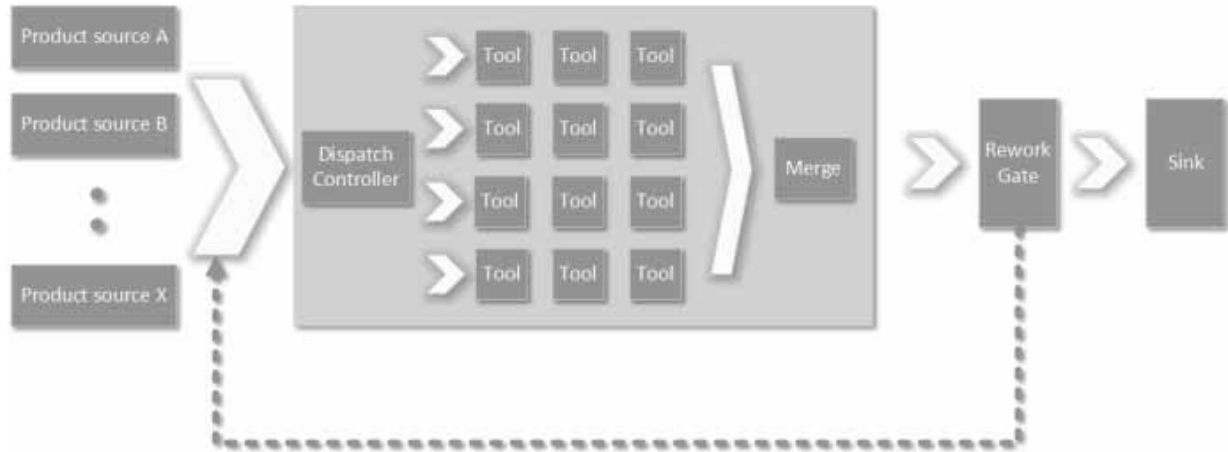 Product source A
Product source B
Product source X
Dispatch
Controller
Tool Tool Tool
Tool Tool Tool
Tool Tool Tool
Tool Tool Tool
Merge
Rework
Gate
Sink